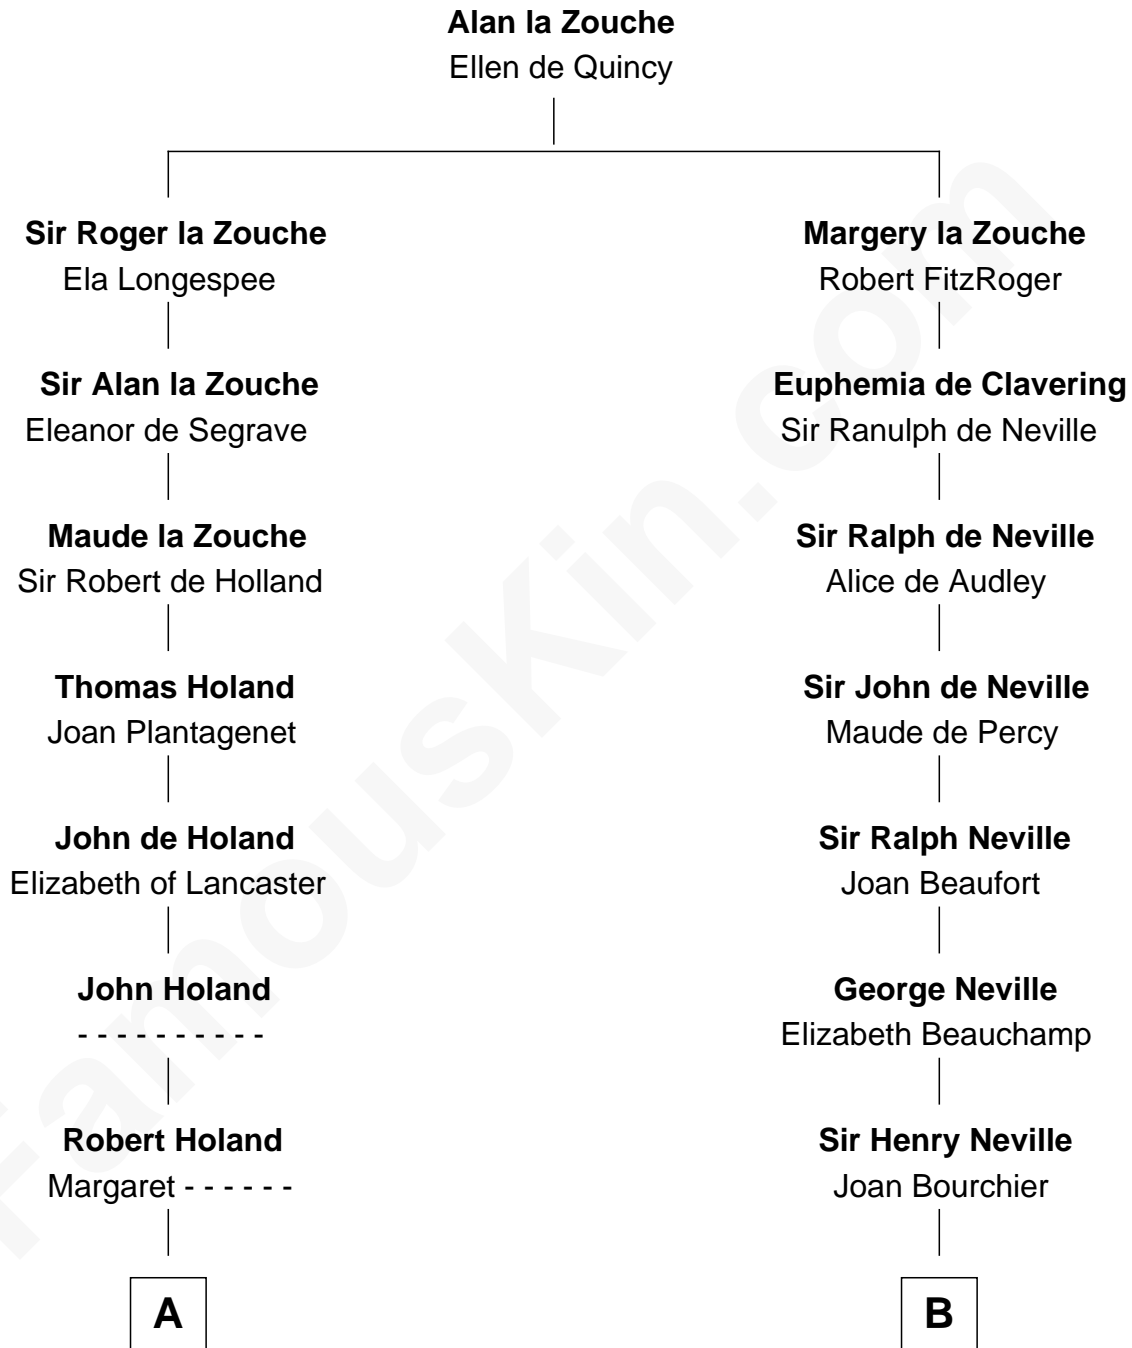 Alan la Zouche
Ellen de Quincy
Sir Roger la Zouche
Ela Longespee
Margery la Zouche
Robert FitzRoger
Sir Alan la Zouche
Eleanor de Segrave
Euphemia de Clavering
Sir Ranulph de Neville
Maude la Zouche
Sir Robert de Holland
Sir Ralph de Neville
Alice de Audley
Thomas Holand
Joan Plantagenet
Sir John de Neville
Maude de Percy
John de Holand
Elizabeth of Lancaster
Sir Ralph Neville
Joan Beaufort
John Holand
- - - - - - - - - -
George Neville
Elizabeth Beauchamp
Robert Holand
Margaret - - - - - -
Sir Henry Neville
Joan Bourchier
A
B
FamousKin.com